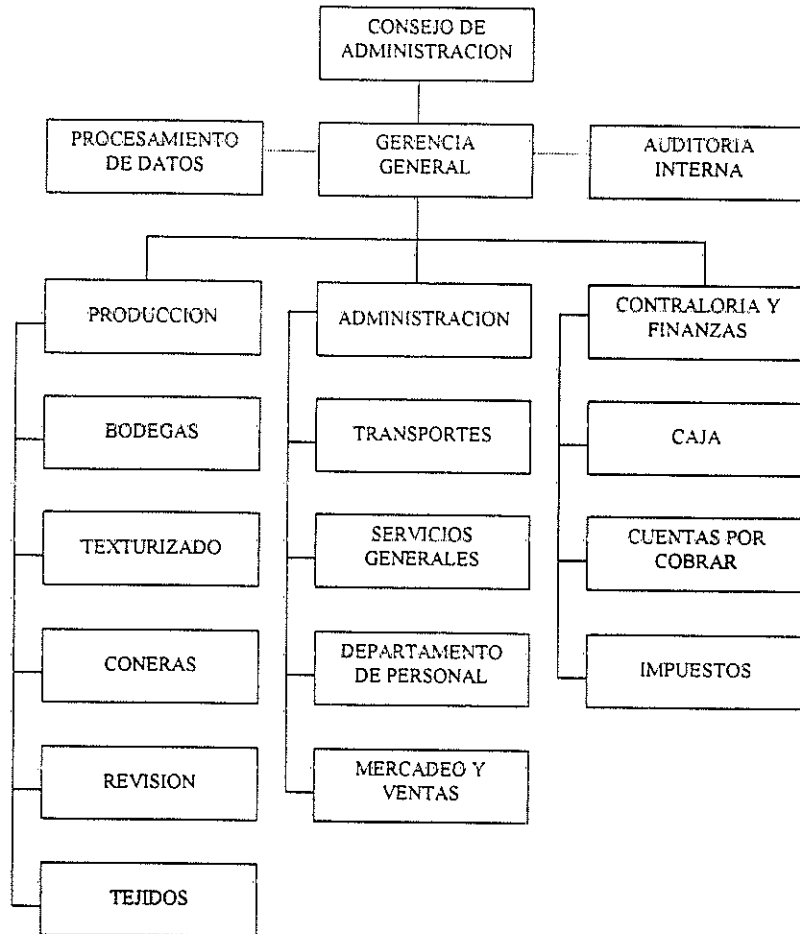 CONSEJO DE
ADMINISTRACION
PROCESAMIENTO
DE DATOS
GERENCIA
GENERAL
AUDITORIA
INTERNA
PRODUCCION
ADMINISTRACION
CONTRALORIA Y
FINANZAS
BODEGAS
TRANSPORTES
CAJA
TEXTURIZADO
SERVICIOS
GENERALES
CUENTAS POR
COBRAR
CONERAS
DEPARTAMENTO
DE PERSONAL
IMPUESTOS
REVISION
MERCADEO Y
VENTAS
TEJIDOS